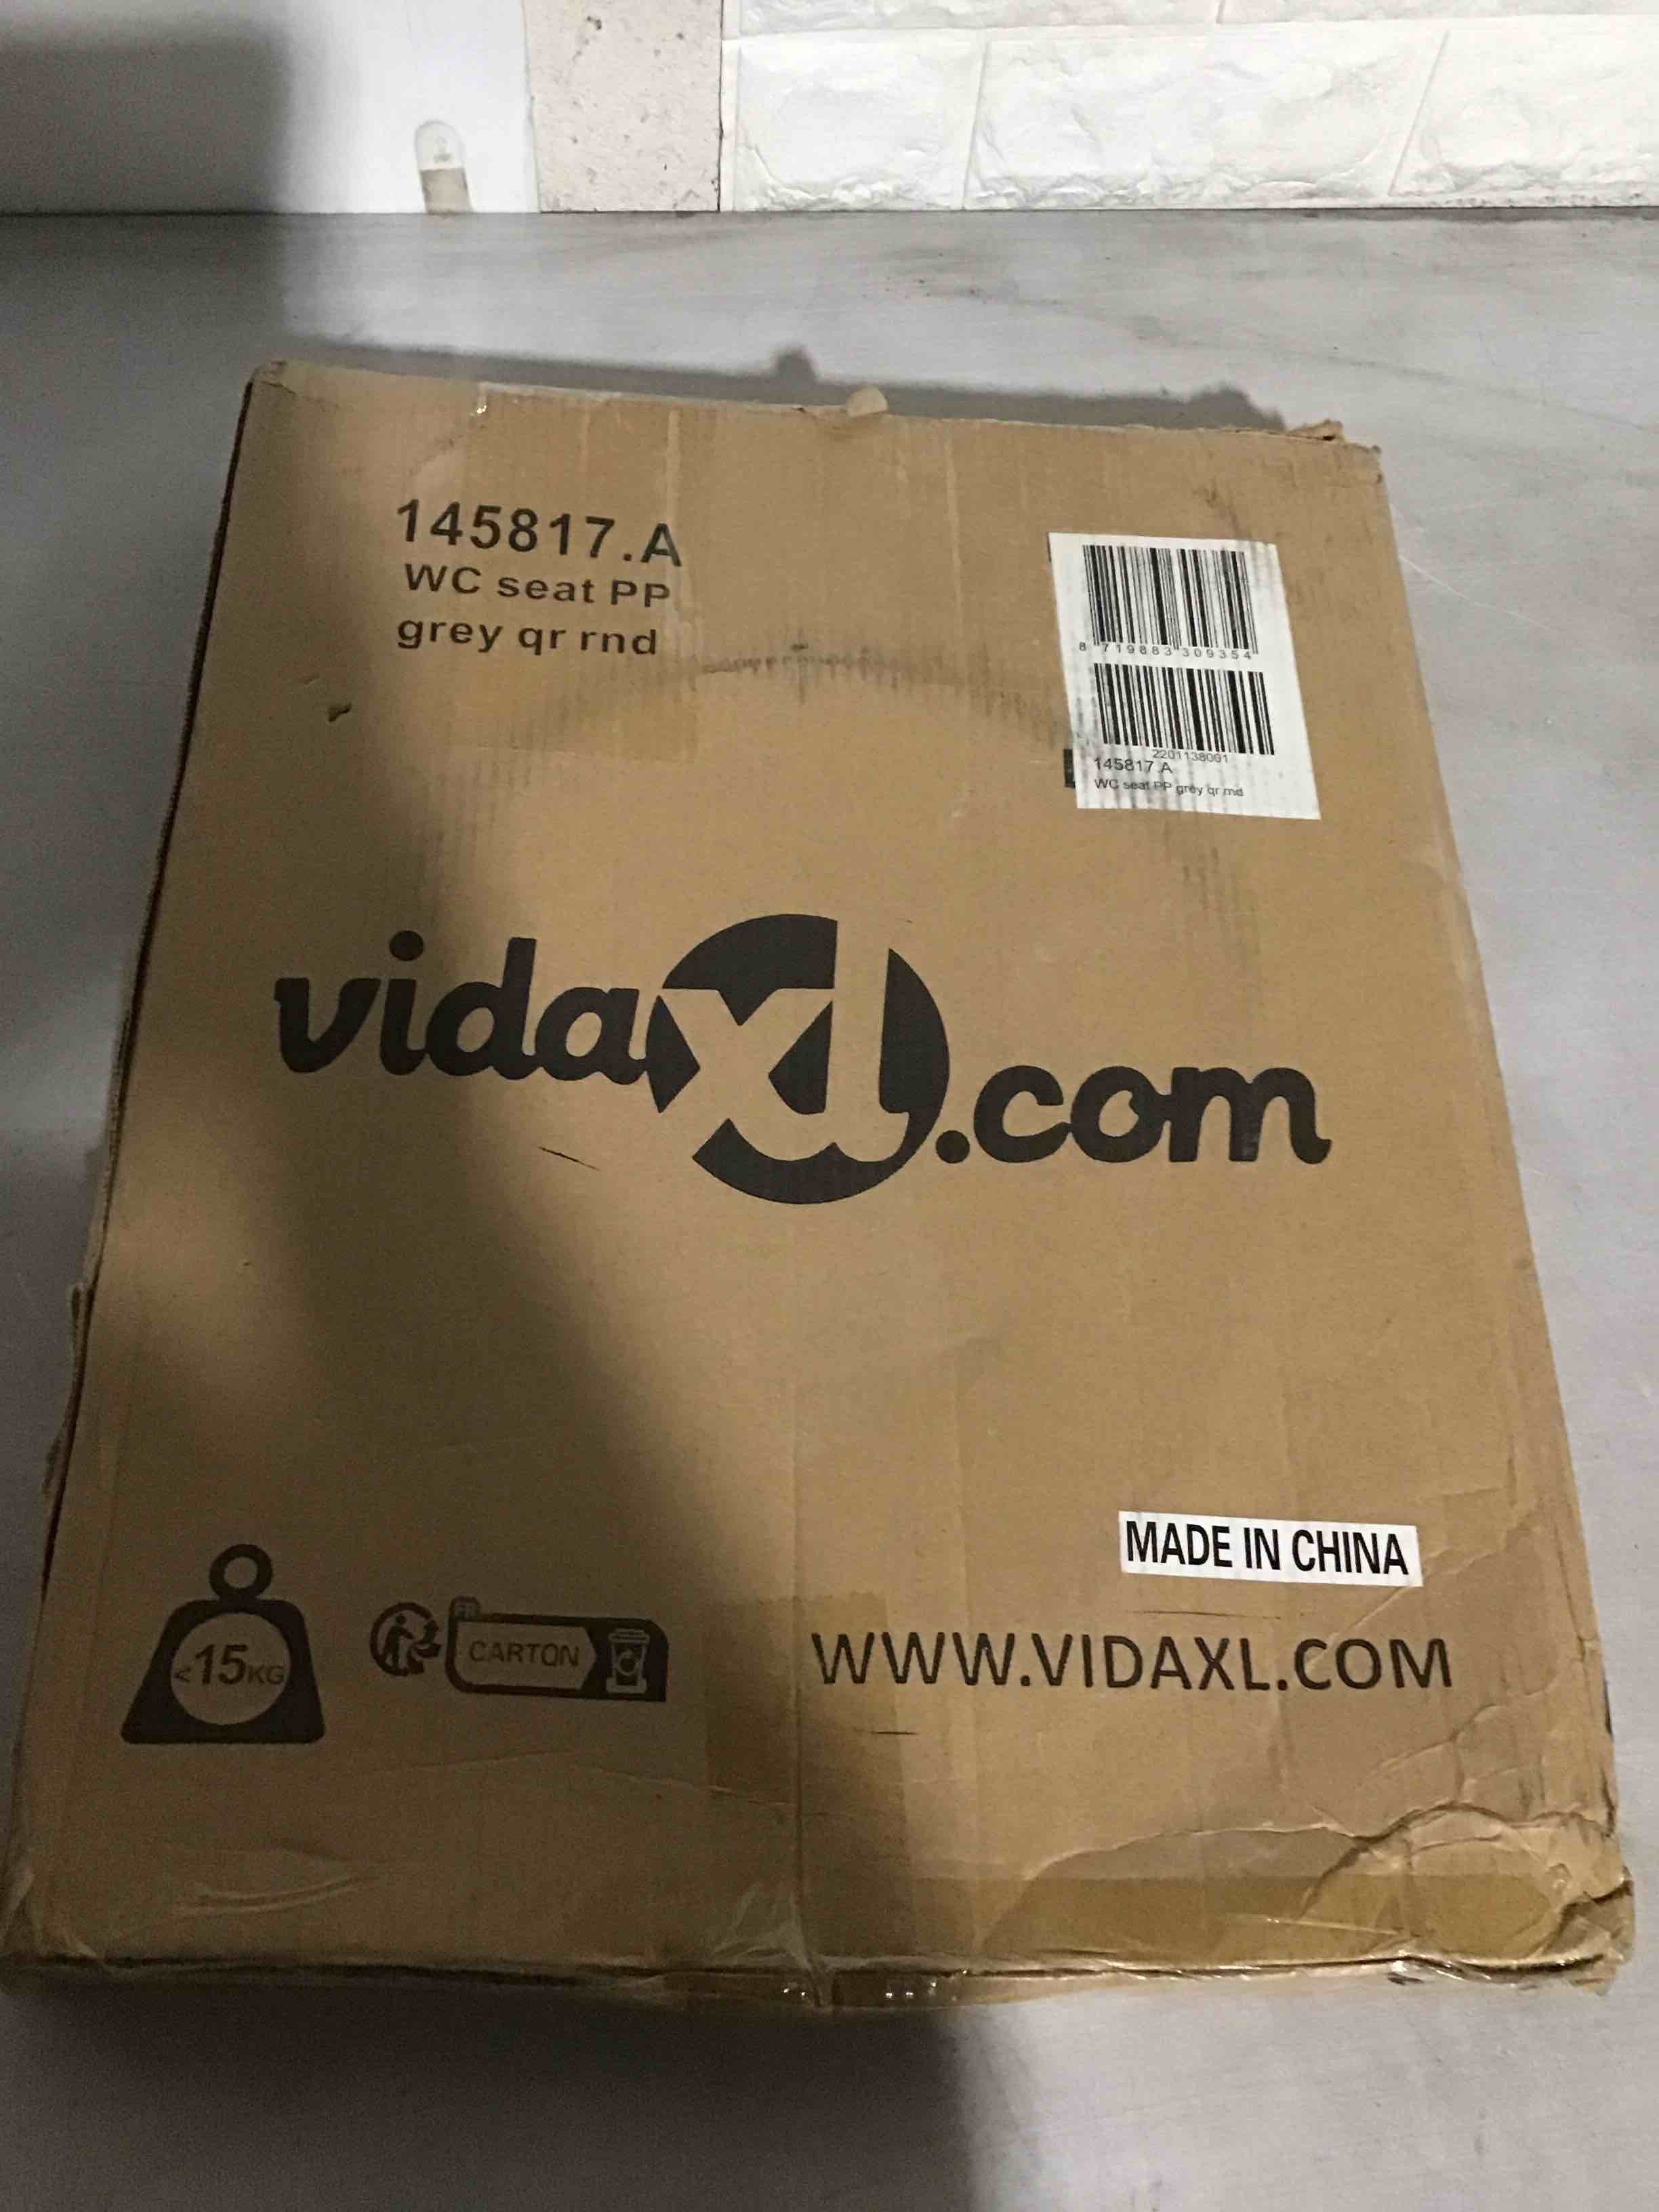 145817.A
WC seat PP
grey qr rnd
8 719883 309354
2201138001
145817.A
WC seat PP grey qr rnd
vidaXL.com
MADE IN CHINA
<15KG
FR
CARTON
WWW.VIDAXL.COM